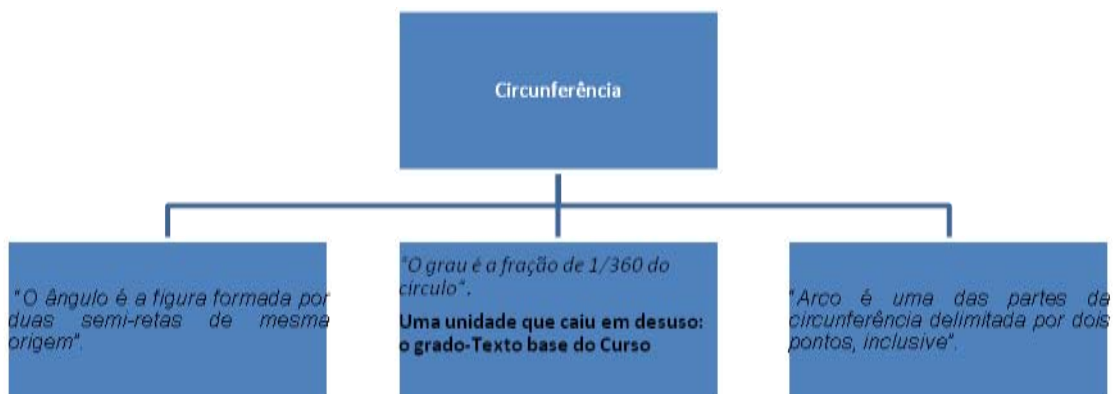 Circunferência
"O ângulo é a figura formada por
duas semi-retas de mesma
origem".
"O grau é a fração de 1/360 do
círculo".
Uma unidade que caiu em desuso:
o grado-Texto base do Curso
"Arco é uma das partes da
circunferência delimitada por dois
pontos, inclusive".